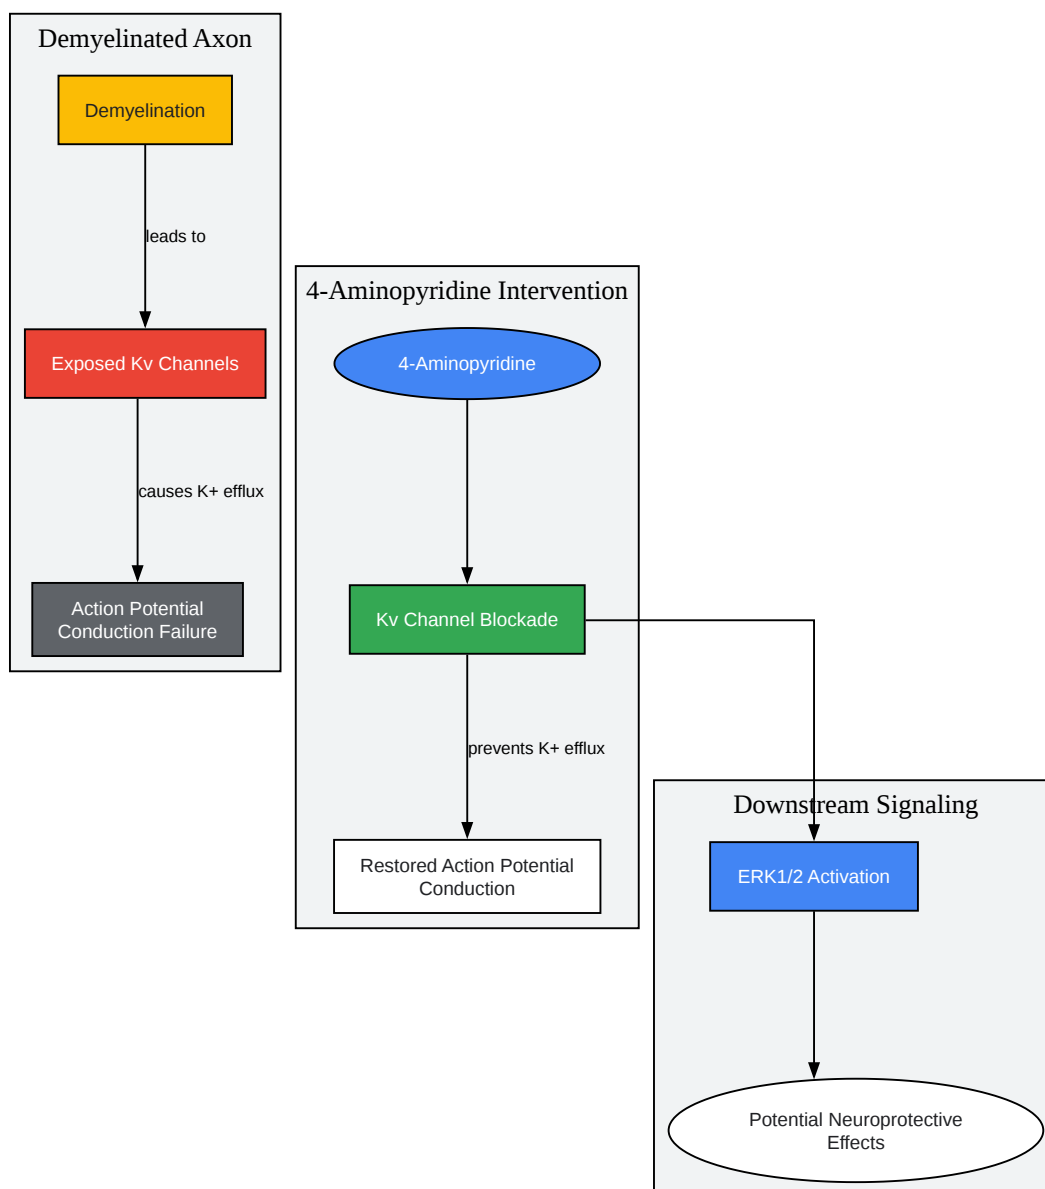 Demyelinated Axon
Demyelination
leads to
Exposed Kv Channels
causes K+ efflux
Action Potential
Conduction Failure
4-Aminopyridine Intervention
4-Aminopyridine
Kv Channel Blockade
prevents K+ efflux
Restored Action Potential
Conduction
Downstream Signaling
ERK1/2 Activation
Potential Neuroprotective
Effects